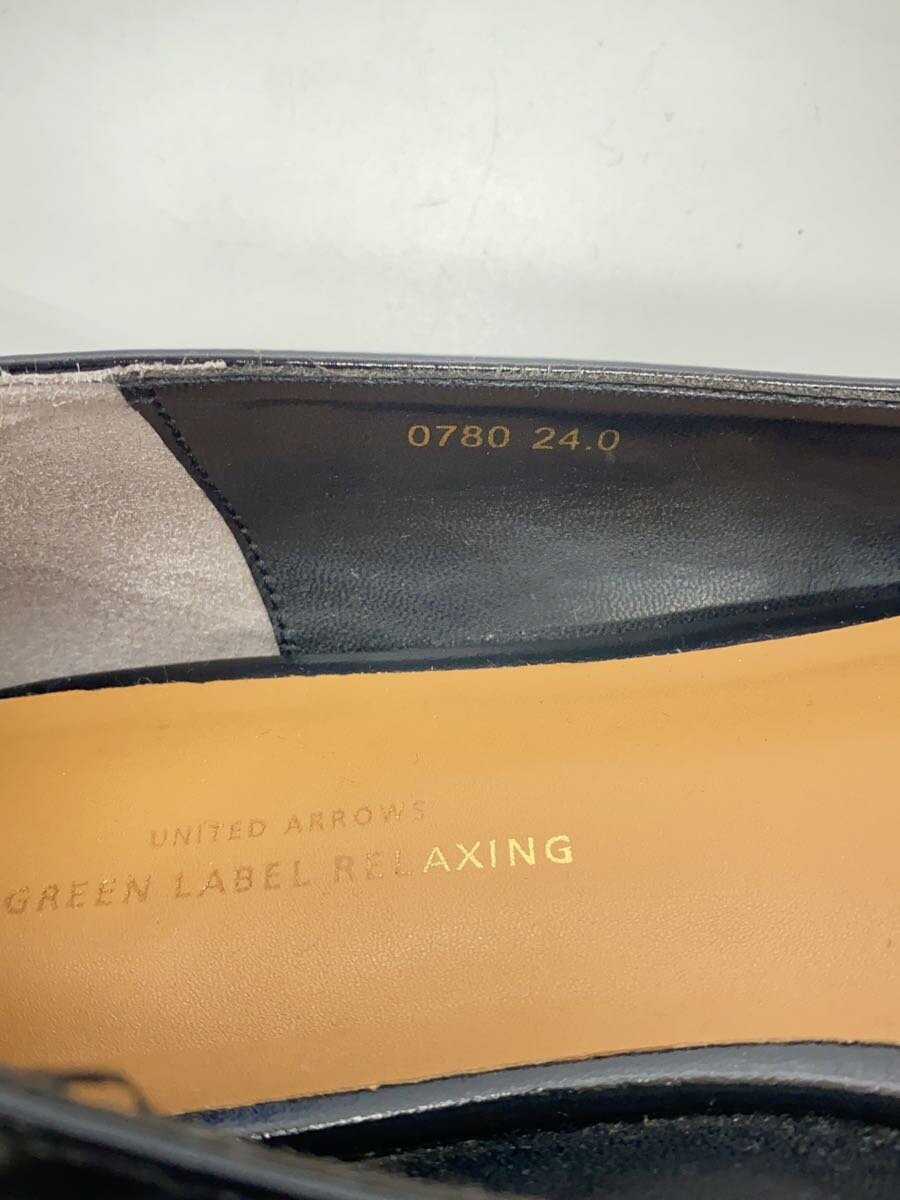 0780 24.0
UNITED ARROWS
GREEN LABEL RELAXING